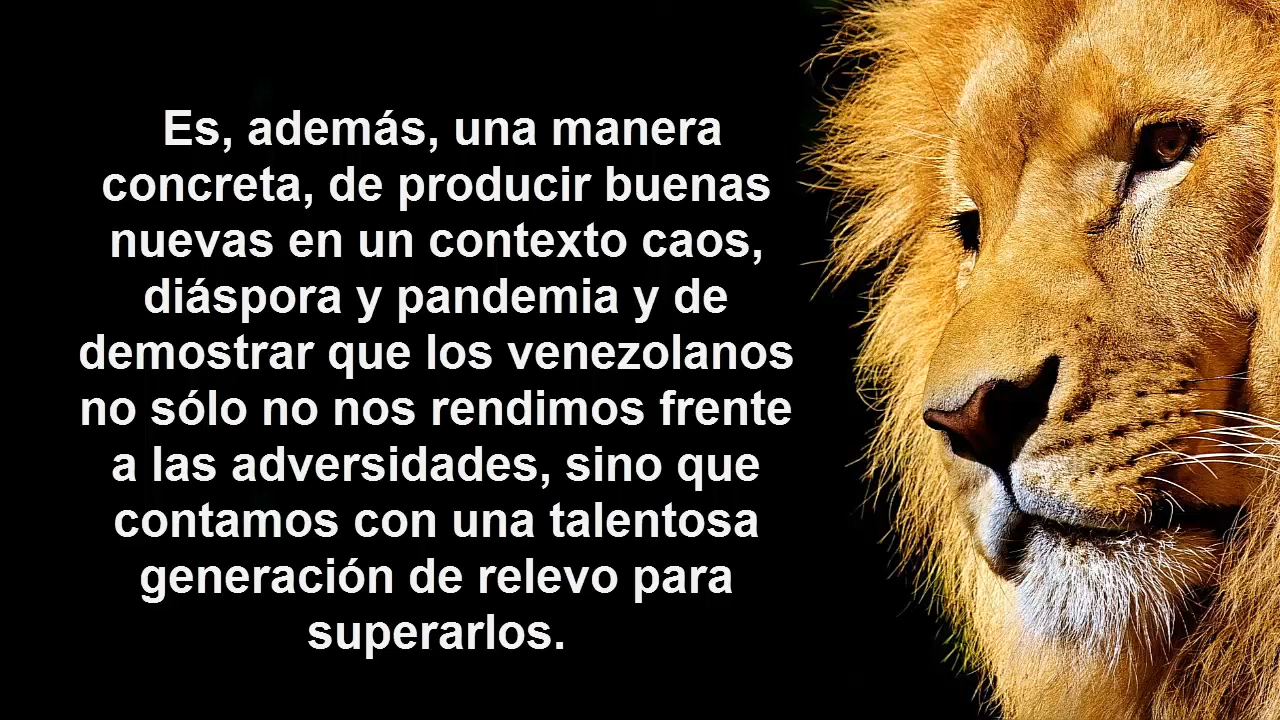 Es, además, una manera
concreta, de producir buenas
nuevas en un contexto caos,
diáspora y pandemia y de
demostrar que los venezolanos
no sólo no nos rendimos frente
a las adversidades, sino que
contamos con una talentosa
generación de relevo para
superarlos.